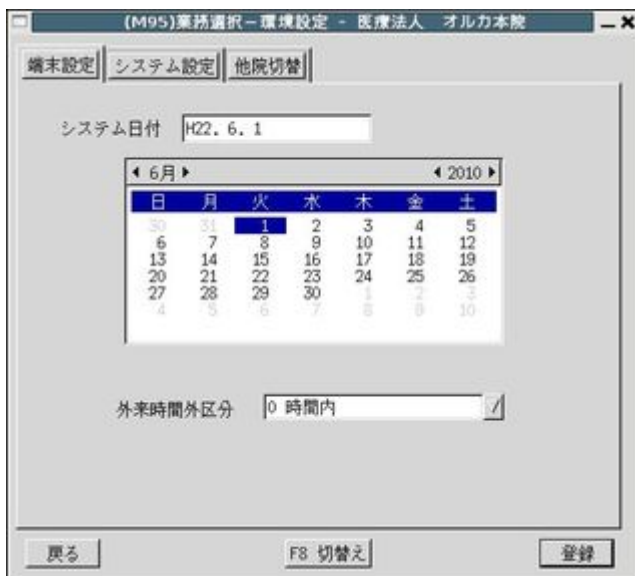 (M95)業務選択－環境設定 - 医療法人 オルカ本院
端末設定 システム設定 他院切替
システム日付 H22. 6. 1
6月 2010
日 月 火 水 木 金 土
30 31 1 2 3 4 5
6 7 8 9 10 11 12
13 14 15 16 17 18 19
20 21 22 23 24 25 26
27 28 29 30 1 2 3
4 5 6 7 8 9 10
外来時間外区分 0 時間内
戻る F8 切替え 登録